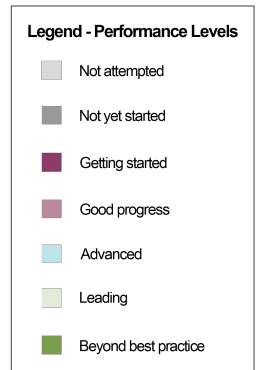 Legend - Performance Levels
Not attempted
Not yet started
Getting started
Good progress
Advanced
Leading
Beyond best practice